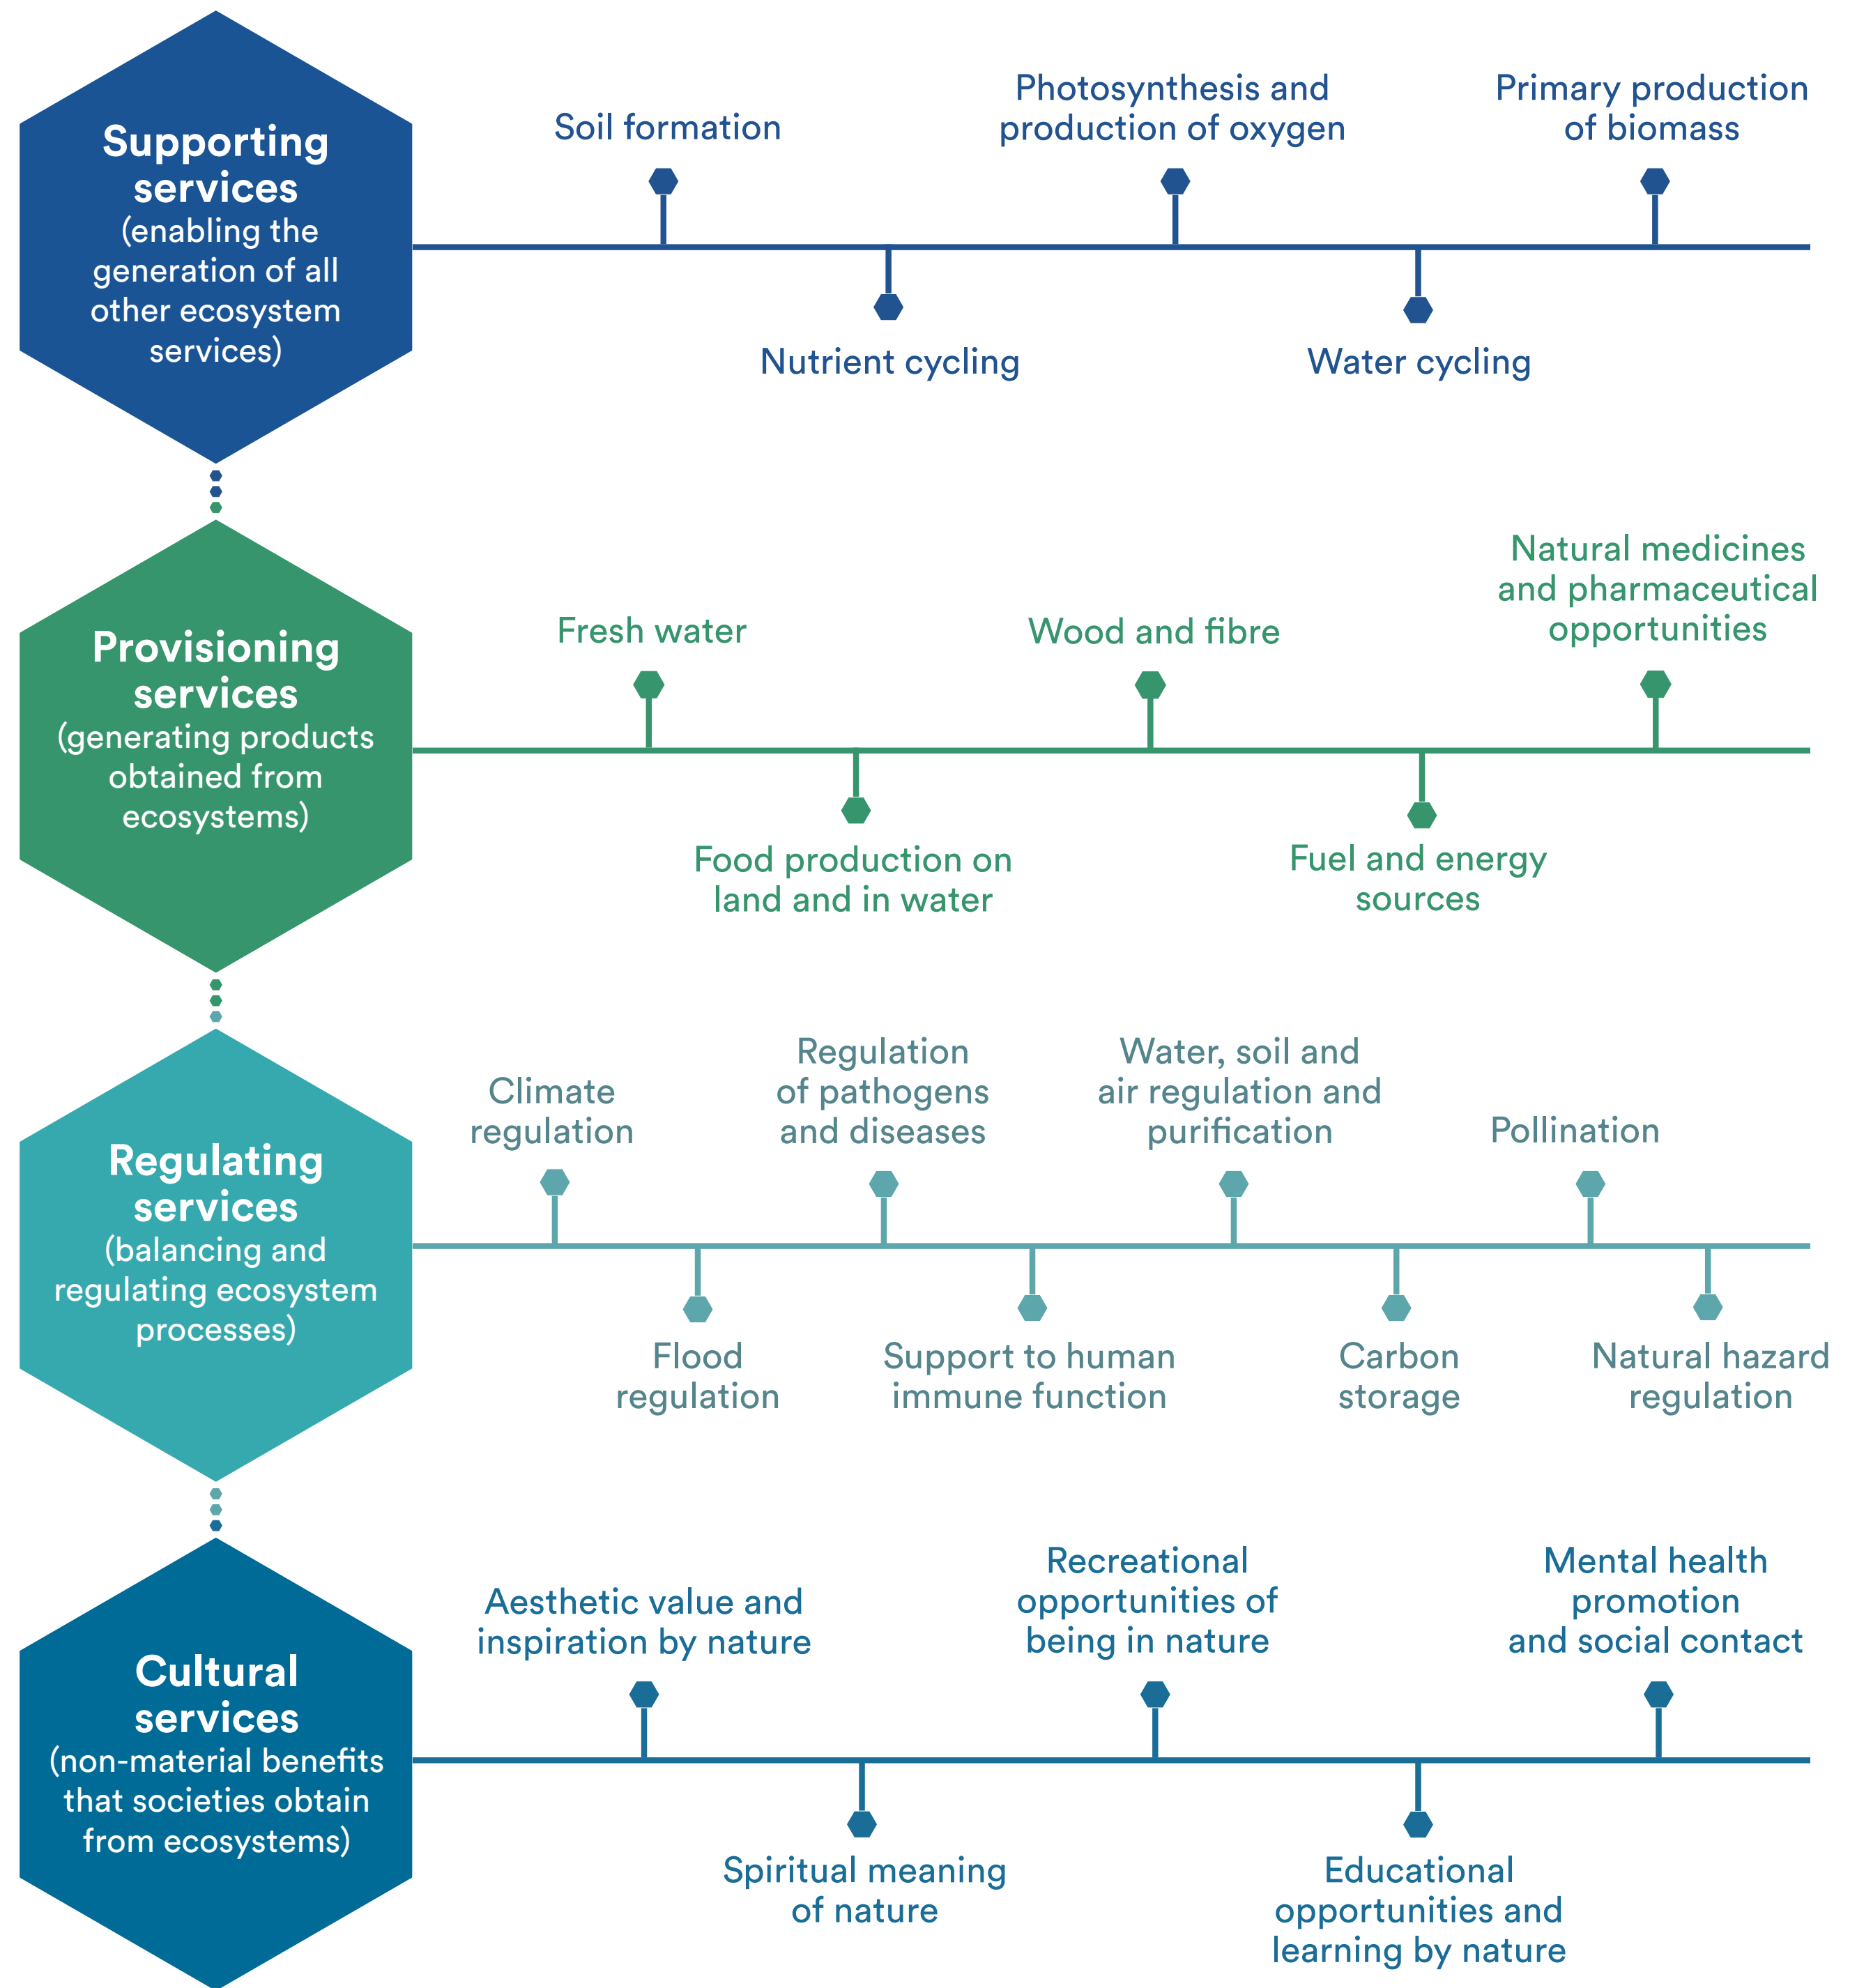 Supporting
services
(enabling the
generation of all
other ecosystem
services)
Soil formation
Photosynthesis and
production of oxygen
Primary production
of biomass
Nutrient cycling
Water cycling
Provisioning
services
(generating products
obtained from
ecosystems)
Fresh water
Wood and fibre
Natural medicines
and pharmaceutical
opportunities
Food production on
land and in water
Fuel and energy
sources
Regulating
services
(balancing and
regulating ecosystem
processes)
Climate
regulation
Regulation
of pathogens
and diseases
Water, soil and
air regulation and
purification
Pollination
Flood
regulation
Support to human
immune function
Carbon
storage
Natural hazard
regulation
Cultural
services
(non-material benefits
that societies obtain
from ecosystems)
Aesthetic value and
inspiration by nature
Recreational
opportunities of
being in nature
Mental health
promotion
and social contact
Spiritual meaning
of nature
Educational
opportunities and
learning by nature